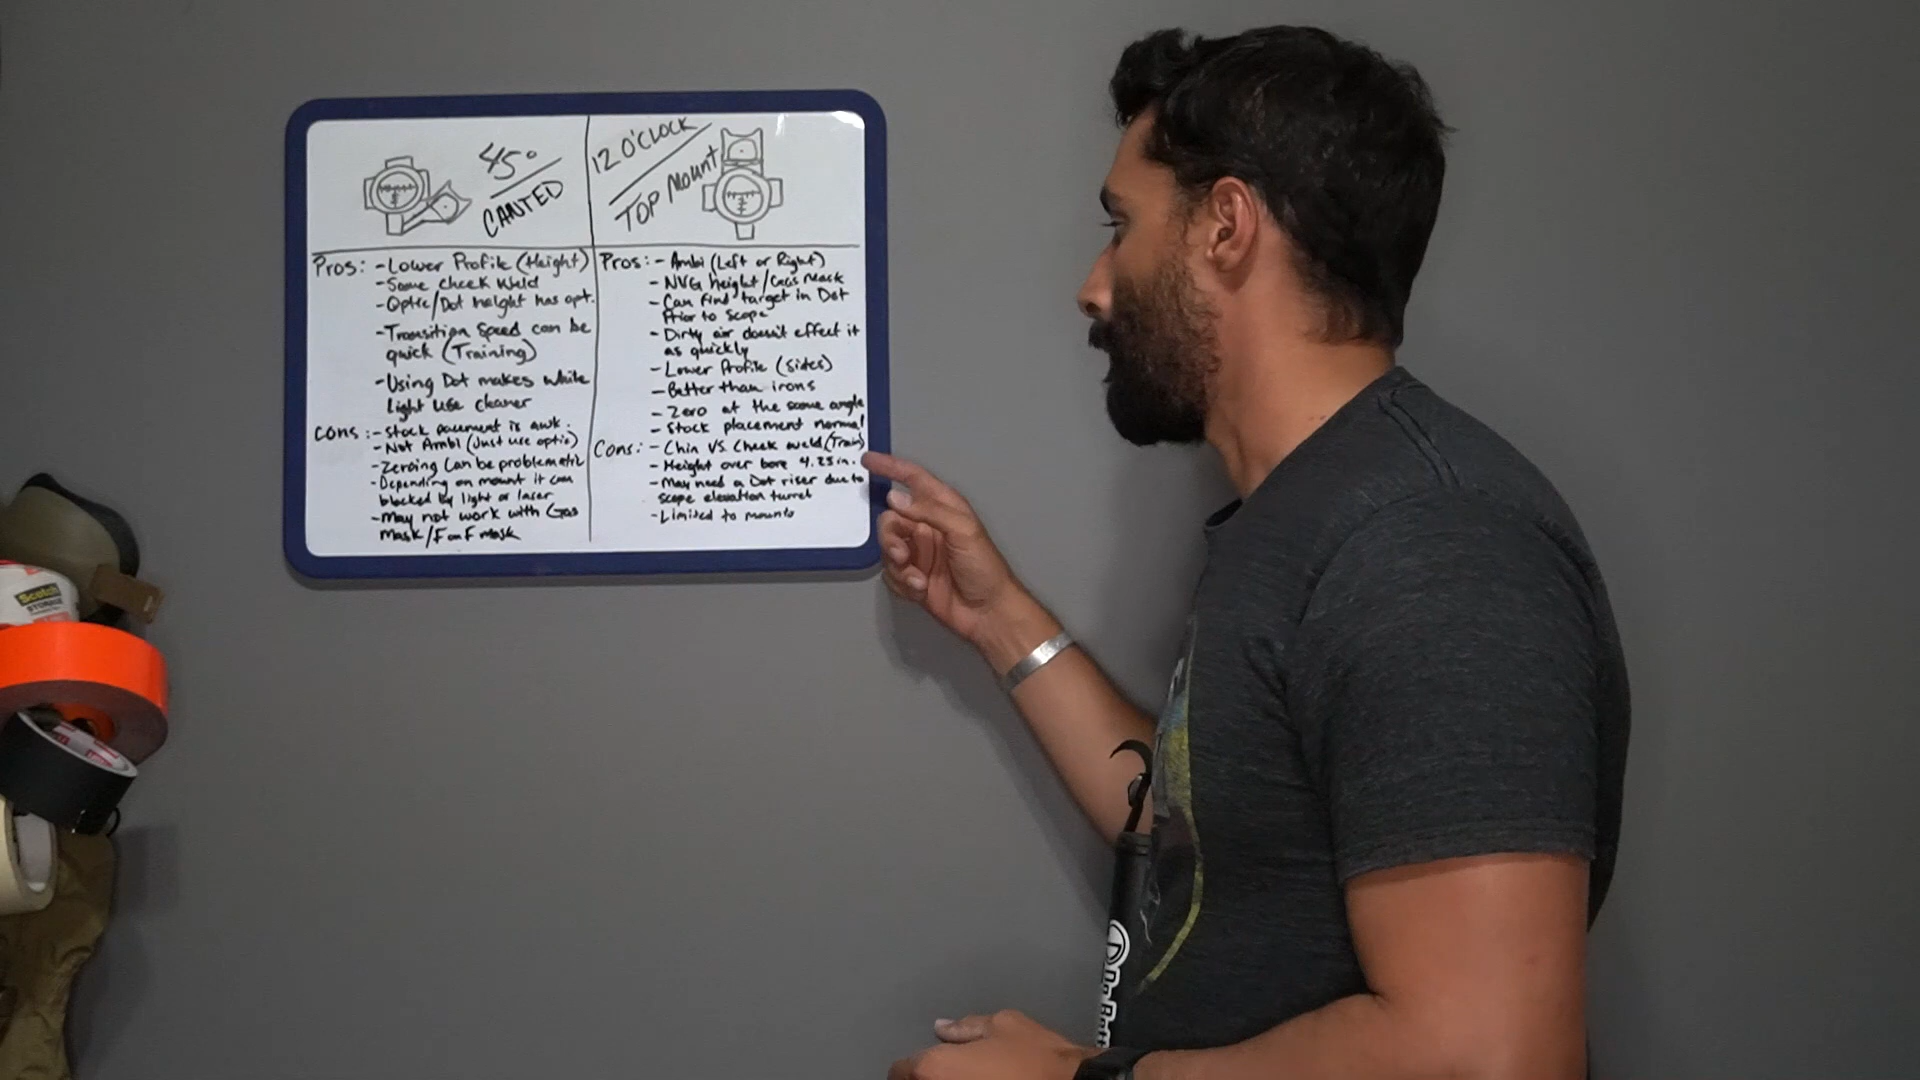 45°
CANTED
12 O'CLOCK
TOP MOUNT
Pros: - Lower Profile (Height)
- Same cheek weld
- Optic/Dot height has opt.
- Transition Speed can be
quick (Training)
- Using Dot makes white
Light use cleaner
Cons: - Stock pacement is awk.
- Not Ambi (Just use optic)
- Zeroing Can be problematic
- Depending on mount it can
blocked by light or laser
- May not work with Gas
Mask/F on F mask
Pros: - Ambi (Left or Right)
- NVG height/Gas Mask
- Can find target in Dot
Prior to Scope
- Dirty air doesn't effect it
as quickly
- Lower Profile (Sides)
- Better than irons
- Zero at the same angle
- Stock placement normal
Cons: - Chin VS. Cheek weld (Train)
- Height over bore 4.25in.
- May need a Dot riser due to
scope elevation turret
- Limited to mounts
Scotch
STORAGE